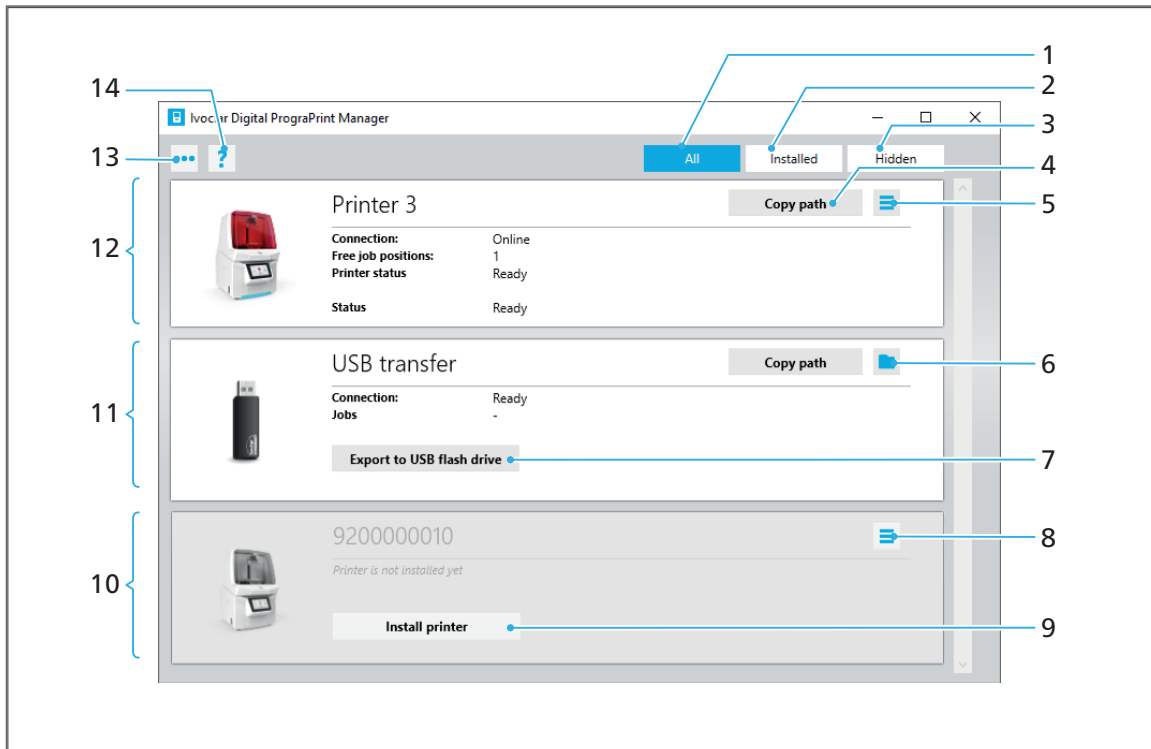 1
14
2
Ivoclar Digital PrograPrint Manager
3
13
?
All
Installed
Hidden
4
Printer 3
Copy path
5
12
Connection: Online
Free job positions: 1
Printer status Ready
Status Ready
USB transfer
Copy path
6
11
Connection: Ready
Jobs -
Export to USB flash drive
7
9200000010
8
10
Printer is not installed yet
Install printer
9